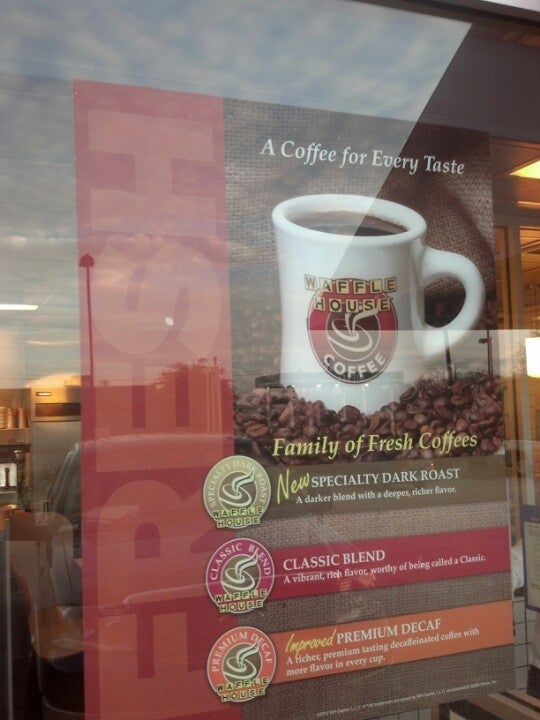 FRESH
A Coffee for Every Taste
WAFFLE
HOUSE
COFFEE
Family of Fresh Coffees
SPECIALTY DARK ROAST
WAFFLE
HOUSE
New SPECIALTY DARK ROAST
A darker blend with a deeper, richer flavor.
CLASSIC BLEND
WAFFLE
HOUSE
CLASSIC BLEND
A vibrant, rich flavor, worthy of being called a Classic.
PREMIUM DECAF
WAFFLE
HOUSE
Improved PREMIUM DECAF
A richer, premium tasting decaffeinated coffee with
more flavor in every cup.